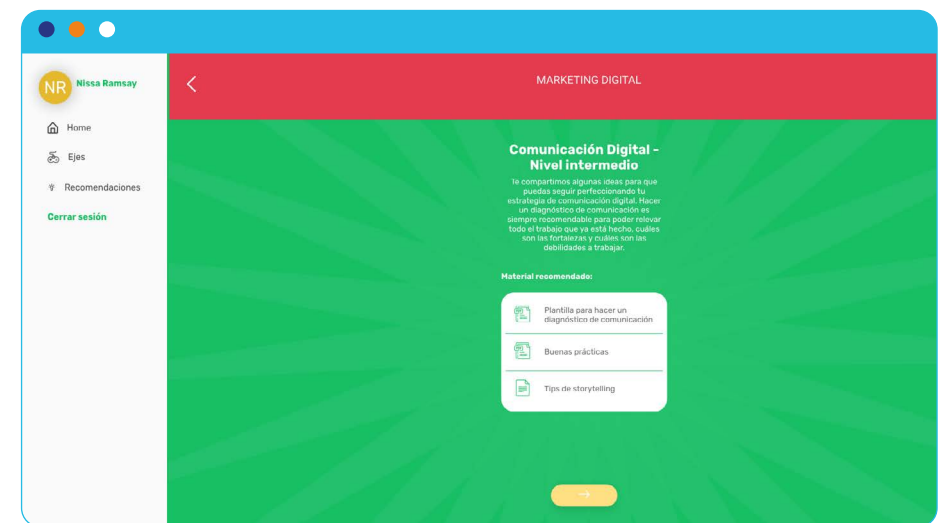 NR
Nissa Ramsay
Home
Ejes
Recomendaciones
Cerrar sesión
MARKETING DIGITAL
Comunicación Digital -
Nivel intermedio
Te compartimos algunas ideas para que
puedas seguir perfeccionando tu
estrategia de comunicación digital. Hacer
un diagnóstico de comunicación es
siempre recomendable para poder relevar
todo el trabajo que ya está hecho, cuáles
son las fortalezas y cuáles son las
debilidades a trabajar.
Material recomendado:
Plantilla para hacer un
diagnóstico de comunicación
Buenas prácticas
Tips de storytelling